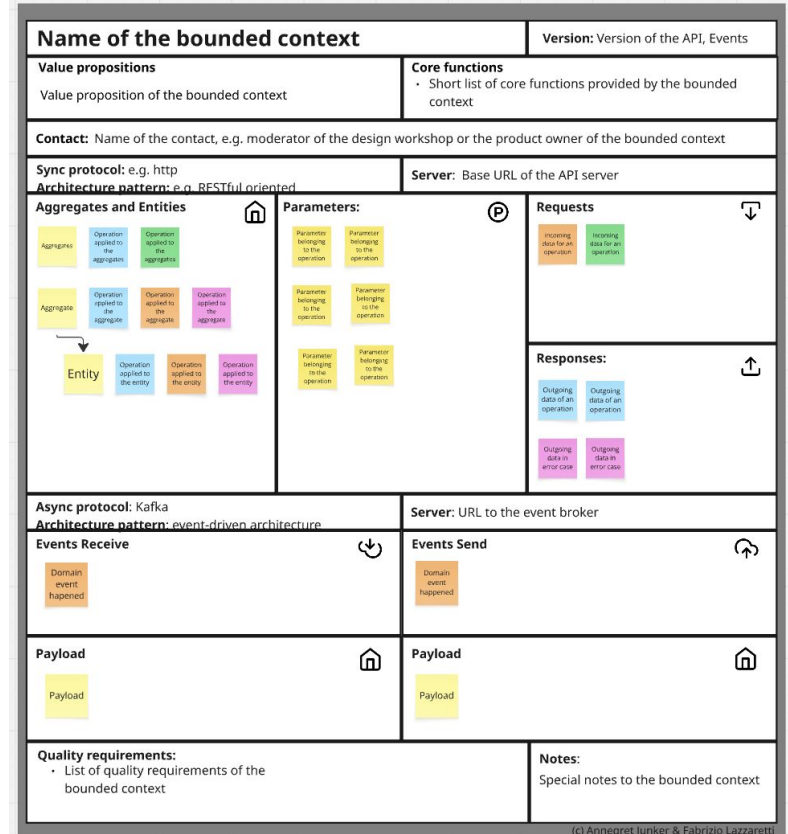 Name of the bounded context
Version: Version of the API, Events
Value propositions
Value proposition of the bounded context
Core functions
• Short list of core functions provided by the bounded
context
Contact: Name of the contact, e.g. moderator of the design workshop or the product owner of the bounded context
Sync protocol: e.g. http
Architecture pattern: e.g. RESTful oriented
Server: Base URL of the API server
Aggregates and Entities
Aggregates
Operation
applied to
the
aggregates
Operation
applied to
the
aggregates
Aggregate
Operation
applied to
the
aggregate
Operation
applied to
the
aggregate
Operation
applied to
the
aggregate
Entity
Operation
applied to
the entity
Operation
applied to
the entity
Operation
applied to
the entity
Parameters:
P
Parameter
belonging
to the
operation
Parameter
belonging
to the
operation
Parameter
belonging
to the
operation
Parameter
belonging
to the
operation
Parameter
belonging
to the
operation
Parameter
belonging
to the
operation
Requests
Incoming
data for an
operation
Incoming
data for an
operation
Responses:
Outgoing
data of an
operation
Outgoing
data of an
operation
Outgoing
data in
error case
Outgoing
data in
error case
Async protocol: Kafka
Architecture pattern: event-driven architecture
Server: URL to the event broker
Events Receive
Domain
event
hapened
Events Send
Domain
event
happened
Payload
Payload
Payload
Payload
Quality requirements:
• List of quality requirements of the
bounded context
Notes:
Special notes to the bounded context
(c) Annegret Junker & Fabrizio Lazzaretti